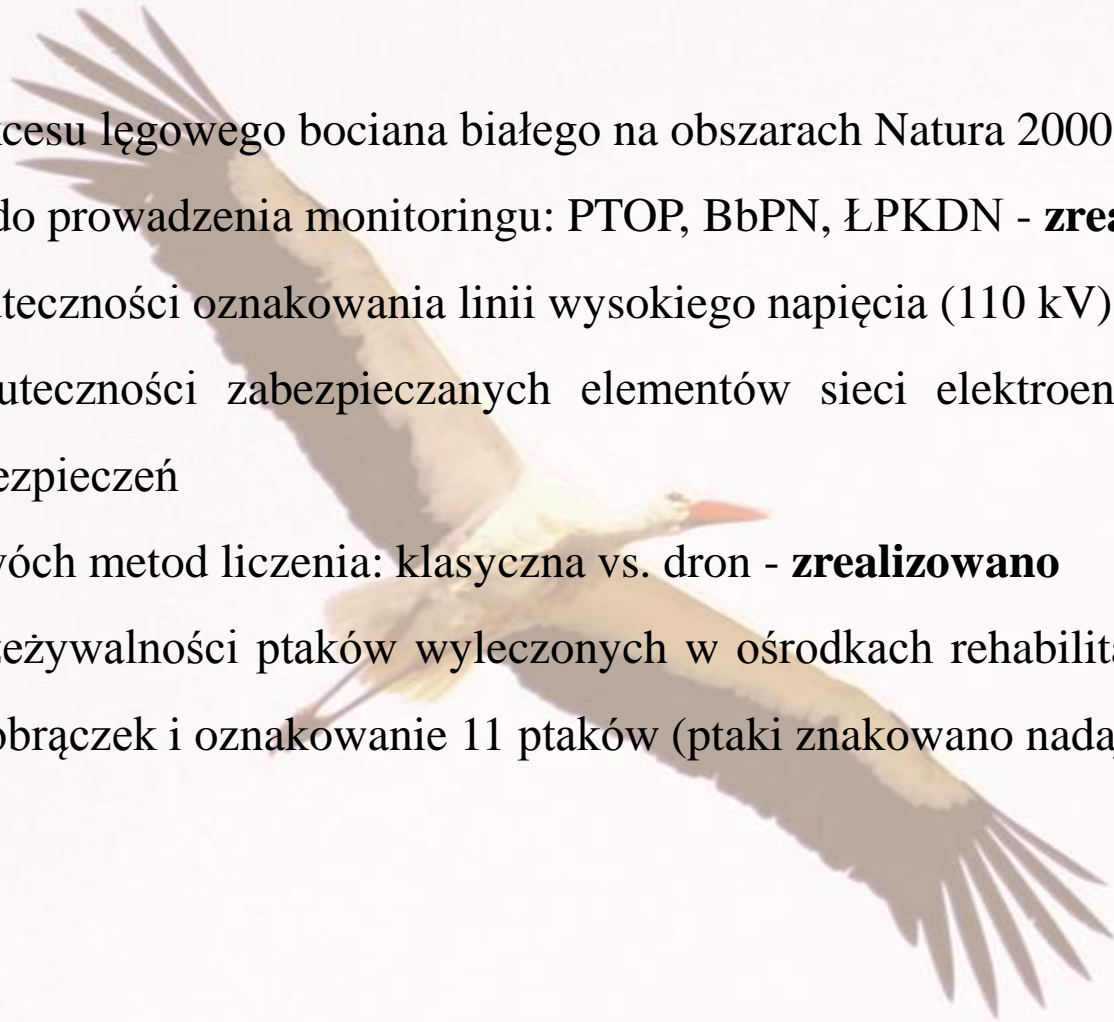 cesu lęgowego bociana białego na obszarach Natura 2000
do prowadzenia monitoringu: PTOP, BbPN, ŁPKDN - zrea
teczności oznakowania linii wysokiego napięcia (110 kV)
uteczności zabezpieczanych elementów sieci elektroen
ezpieczeń
wóch metod liczenia: klasyczna vs. dron - zrealizowano
zeżywalności ptaków wyleczonych w ośrodkach rehabilita
obrączek i oznakowanie 11 ptaków (ptaki znakowano nada